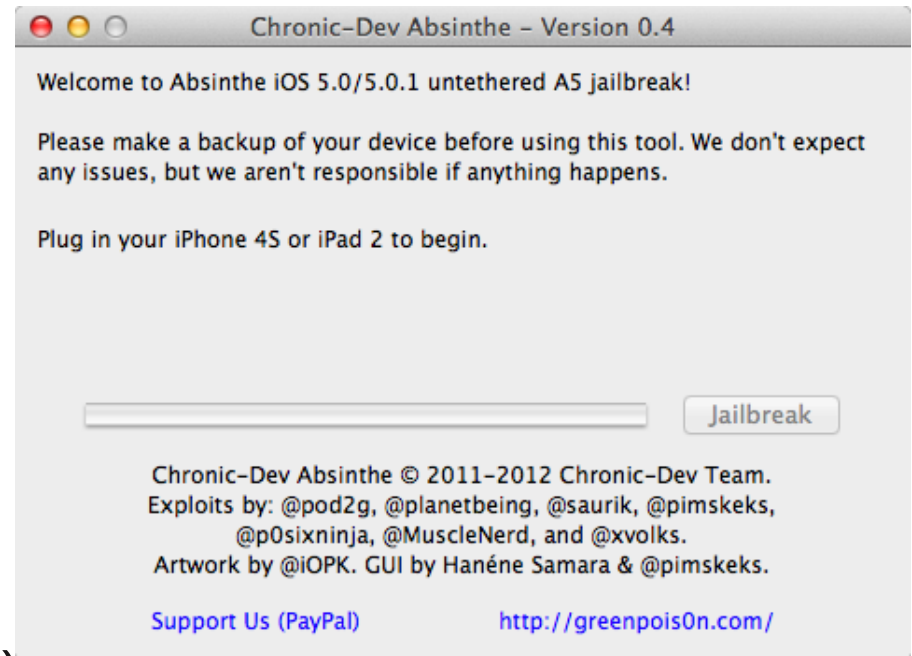 Chronic-Dev Absinthe – Version 0.4
Welcome to Absinthe iOS 5.0/5.0.1 untethered A5 jailbreak!
Please make a backup of your device before using this tool. We don't expect
any issues, but we aren't responsible if anything happens.
Plug in your iPhone 4S or iPad 2 to begin.
Jailbreak
Chronic-Dev Absinthe © 2011-2012 Chronic-Dev Team.
Exploits by: @pod2g, @planetbeing, @saurik, @pimskeks,
@p0sixninja, @MuscleNerd, and @xvolks.
Artwork by @iOPK. GUI by Hanéne Samara & @pimskeks.
Support Us (PayPal)
http://greenpois0n.com/
)